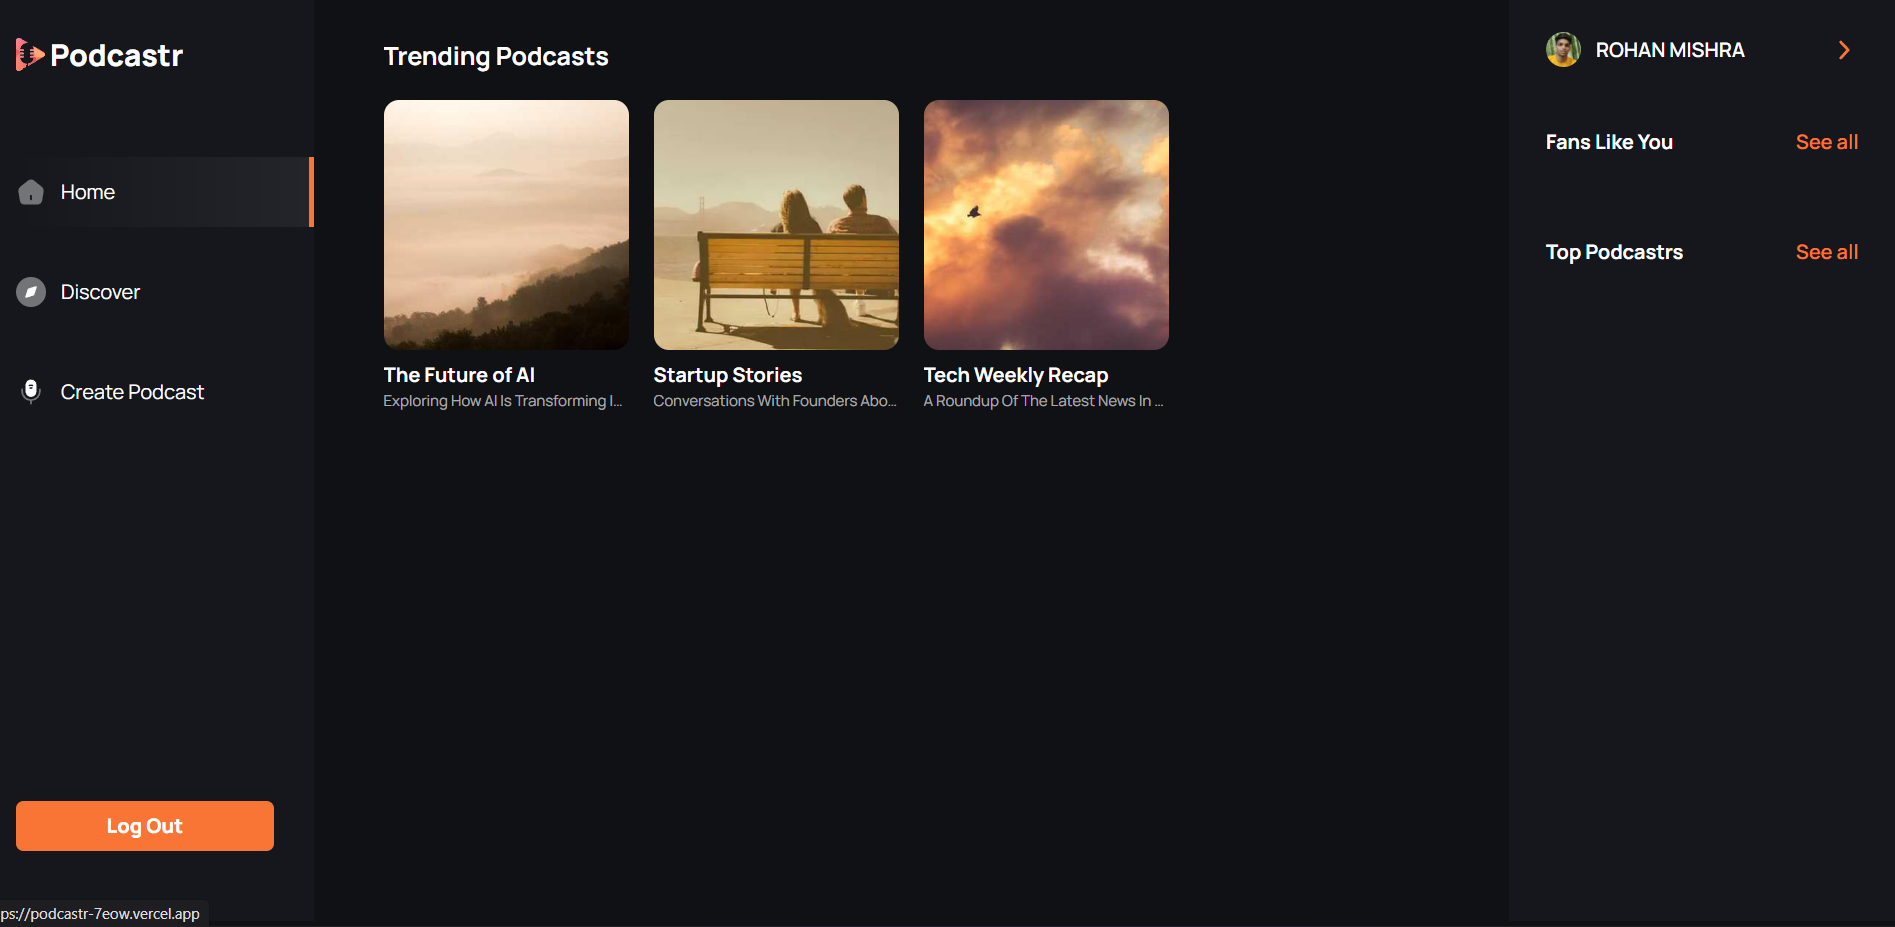 Podcastr
Home
Discover
Create Podcast
Log Out
ps://podcastr-7eow.vercel.app
Trending Podcasts
The Future of AI
Exploring How AI Is Transforming I...
Startup Stories
Conversations With Founders Abo...
Tech Weekly Recap
A Roundup Of The Latest News In ...
ROHAN MISHRA
Fans Like You
See all
Top Podcastrs
See all